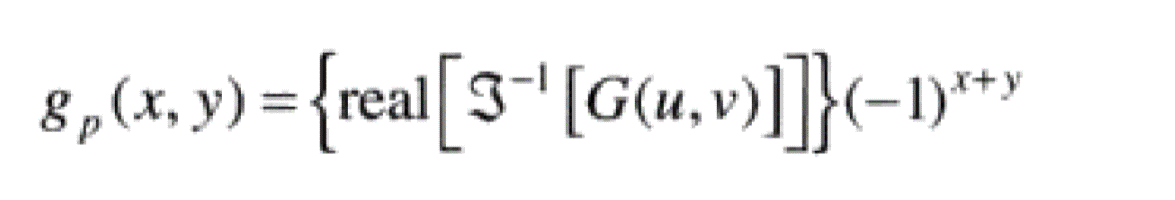 g_p(x, y) = {real[ℑ⁻¹[G(u, v)]]}(−1)^{x+y}